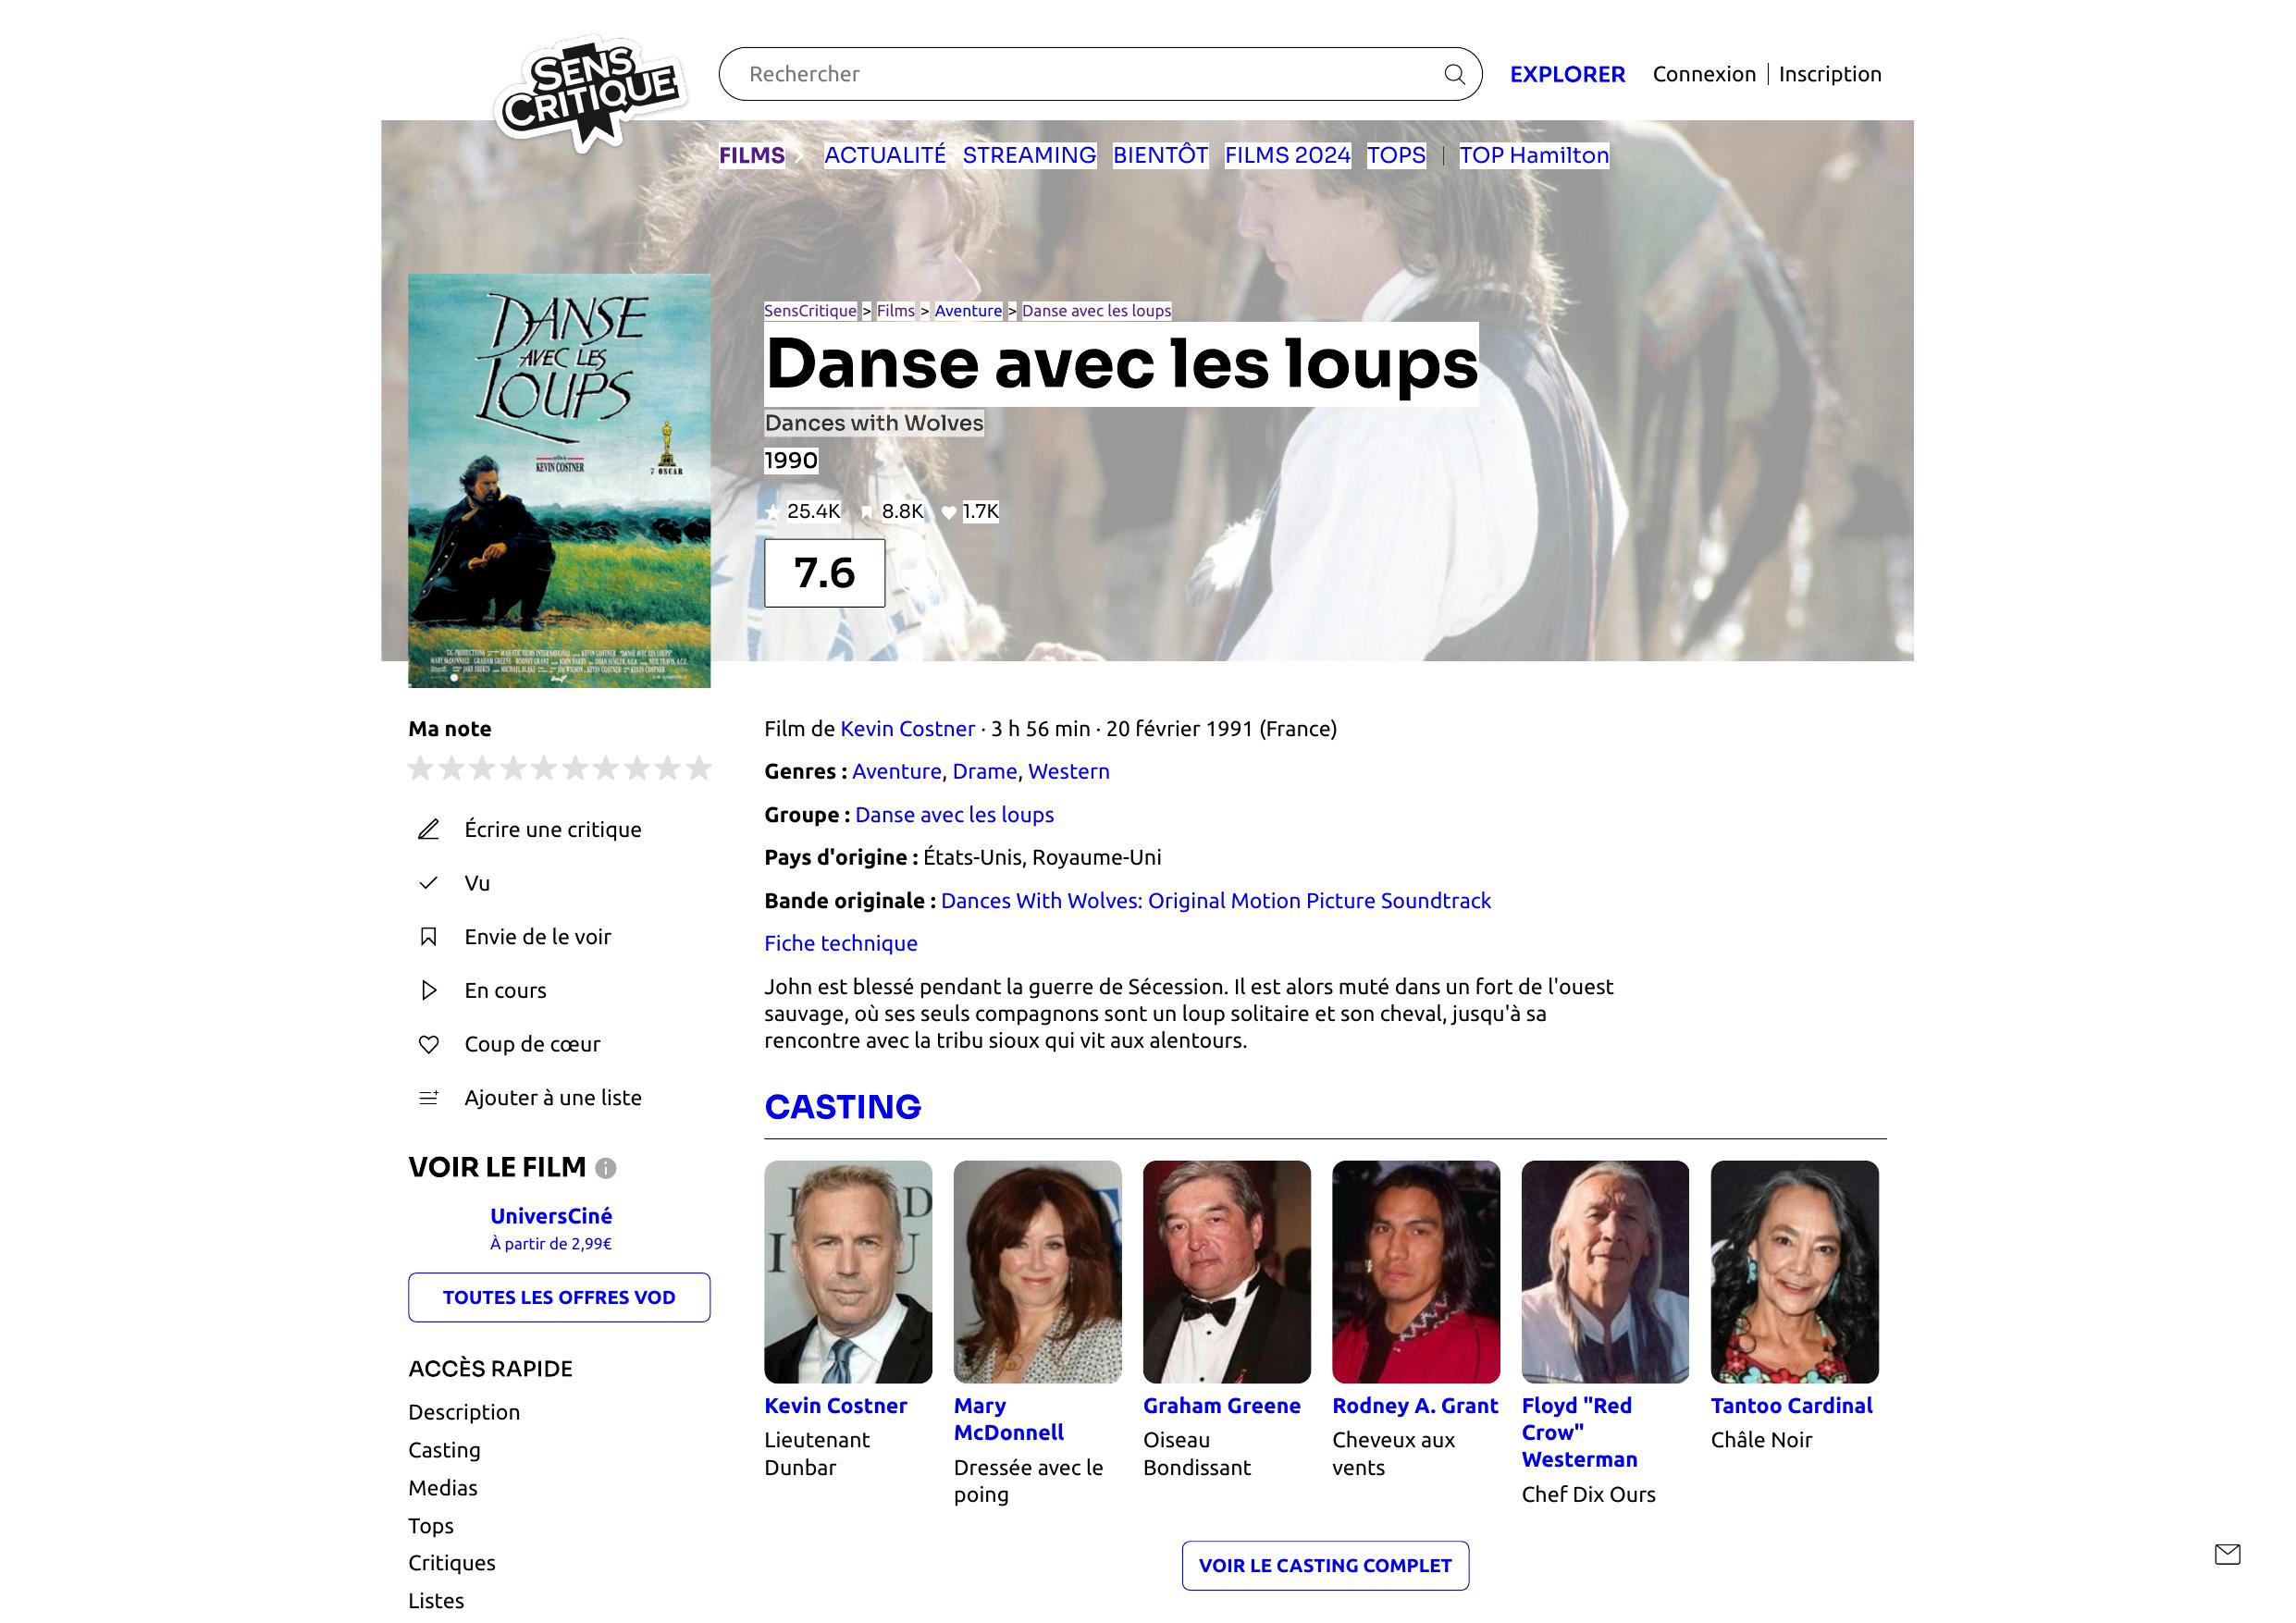 SENS
CRITIQUE
Rechercher
EXPLORER
Connexion | Inscription
FILMS
ACTUALITÉ STREAMING BIENTÔT FILMS 2024 TOPS | TOP Hamilton
DANSE
AVEC LES
LOUPS
KEVIN COSTNER
7 OSCAR
SensCritique > Films > Aventure > Danse avec les loups
Danse avec les loups
Dances with Wolves
1990
25.4K 8.8K 1.7K
7.6
Ma note
Écrire une critique
Vu
Envie de le voir
En cours
Coup de cœur
Ajouter à une liste
VOIR LE FILM
UniversCiné
À partir de 2,99€
TOUTES LES OFFRES VOD
ACCÈS RAPIDE
Description
Casting
Medias
Tops
Critiques
Listes
Film de Kevin Costner · 3 h 56 min · 20 février 1991 (France)
Genres : Aventure, Drame, Western
Groupe : Danse avec les loups
Pays d'origine : États-Unis, Royaume-Uni
Bande originale : Dances With Wolves: Original Motion Picture Soundtrack
Fiche technique
John est blessé pendant la guerre de Sécession. Il est alors muté dans un fort de l'ouest
sauvage, où ses seuls compagnons sont un loup solitaire et son cheval, jusqu'à sa
rencontre avec la tribu sioux qui vit aux alentours.
CASTING
Kevin Costner
Lieutenant
Dunbar
Mary
McDonnell
Dressée avec le
poing
Graham Greene
Oiseau
Bondissant
Rodney A. Grant
Cheveux aux
vents
Floyd "Red
Crow"
Westerman
Chef Dix Ours
Tantoo Cardinal
Châle Noir
VOIR LE CASTING COMPLET